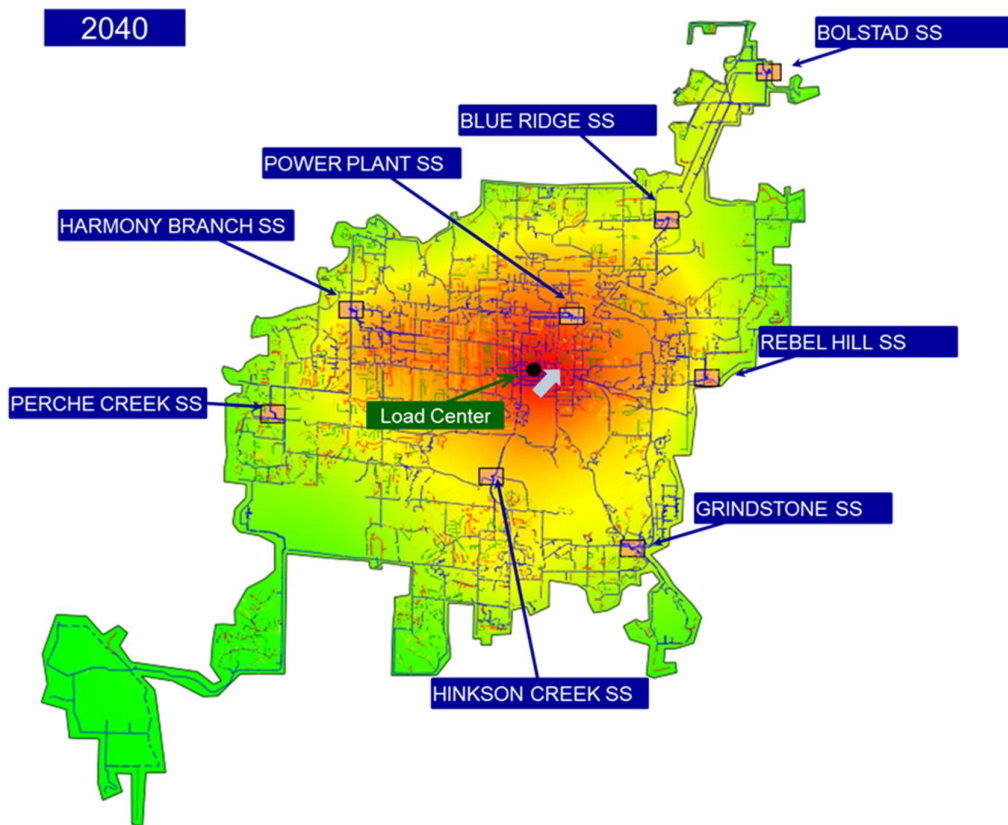 2040
BOLSTAD SS
BLUE RIDGE SS
POWER PLANT SS
HARMONY BRANCH SS
REBEL HILL SS
PERCHE CREEK SS
Load Center
GRINDSTONE SS
HINKSON CREEK SS